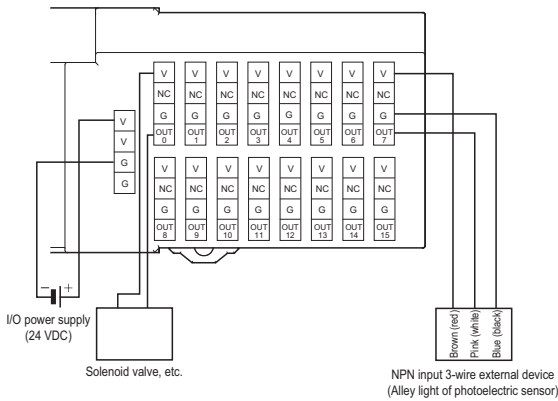 V V V V V V V V
NC NC NC NC NC NC NC NC
G G G G G G G G
OUT 0 OUT 1 OUT 2 OUT 3 OUT 4 OUT 5 OUT 6 OUT 7
V
V
G
G
V V V V V V V V
NC NC NC NC NC NC NC NC
G G G G G G G G
OUT 8 OUT 9 OUT 10 OUT 11 OUT 12 OUT 13 OUT 14 OUT 15
− +
I/O power supply
(24 VDC)
Solenoid valve, etc.
Brown (red)
Pink (white)
Blue (black)
NPN input 3-wire external device
(Alley light of photoelectric sensor)